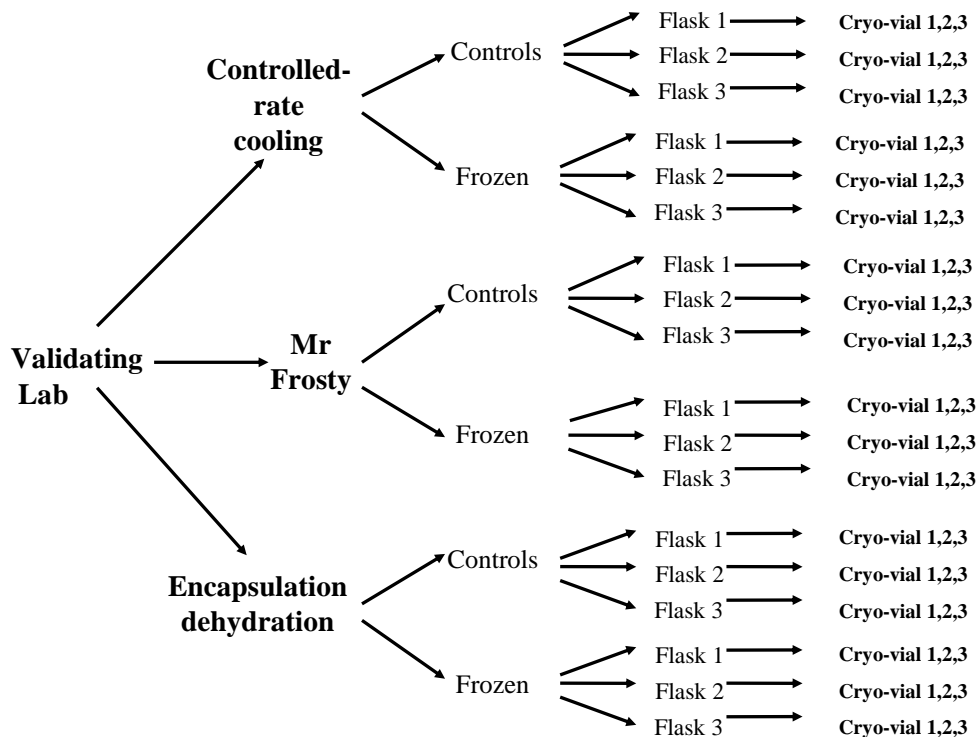 Validating
Lab
Controlled-
rate
cooling
Controls
Flask 1
Cryo-vial 1,2,3
Flask 2
Cryo-vial 1,2,3
Flask 3
Cryo-vial 1,2,3
Frozen
Flask 1
Cryo-vial 1,2,3
Flask 2
Cryo-vial 1,2,3
Flask 3
Cryo-vial 1,2,3
Mr
Frosty
Controls
Flask 1
Cryo-vial 1,2,3
Flask 2
Cryo-vial 1,2,3
Flask 3
Cryo-vial 1,2,3
Frozen
Flask 1
Cryo-vial 1,2,3
Flask 2
Cryo-vial 1,2,3
Flask 3
Cryo-vial 1,2,3
Encapsulation
dehydration
Controls
Flask 1
Cryo-vial 1,2,3
Flask 2
Cryo-vial 1,2,3
Flask 3
Cryo-vial 1,2,3
Frozen
Flask 1
Cryo-vial 1,2,3
Flask 2
Cryo-vial 1,2,3
Flask 3
Cryo-vial 1,2,3